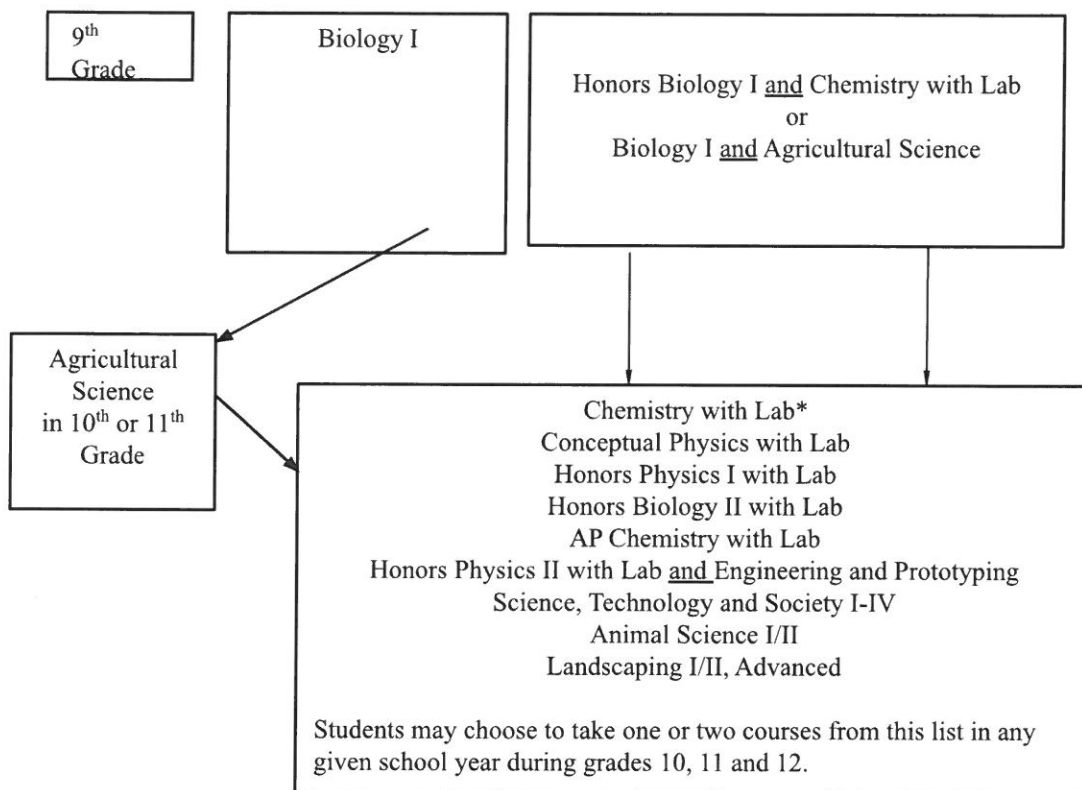 9th
Grade
Biology I
Honors Biology I and Chemistry with Lab
or
Biology I and Agricultural Science
Agricultural
Science
in 10th or 11th
Grade
Chemistry with Lab*
Conceptual Physics with Lab
Honors Physics I with Lab
Honors Biology II with Lab
AP Chemistry with Lab
Honors Physics II with Lab and Engineering and Prototyping
Science, Technology and Society I-IV
Animal Science I/II
Landscaping I/II, Advanced
Students may choose to take one or two courses from this list in any
given school year during grades 10, 11 and 12.